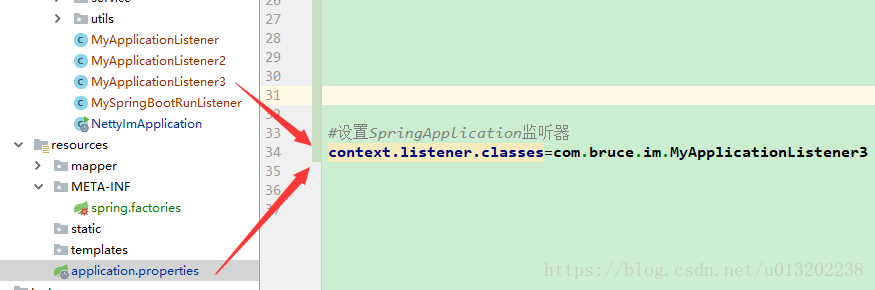 service
utils
MyApplicationListener
MyApplicationListener2
MyApplicationListener3
MySpringBootRunListener
NettyImApplication
resources
mapper
META-INF
spring.factories
static
templates
application.properties
27
28
29
30
31
32
33 #设置SpringApplication监听器
34 context.listener.classes=com.bruce.im.MyApplicationListener3
35
36
https://blog.csdn.net/u013202238